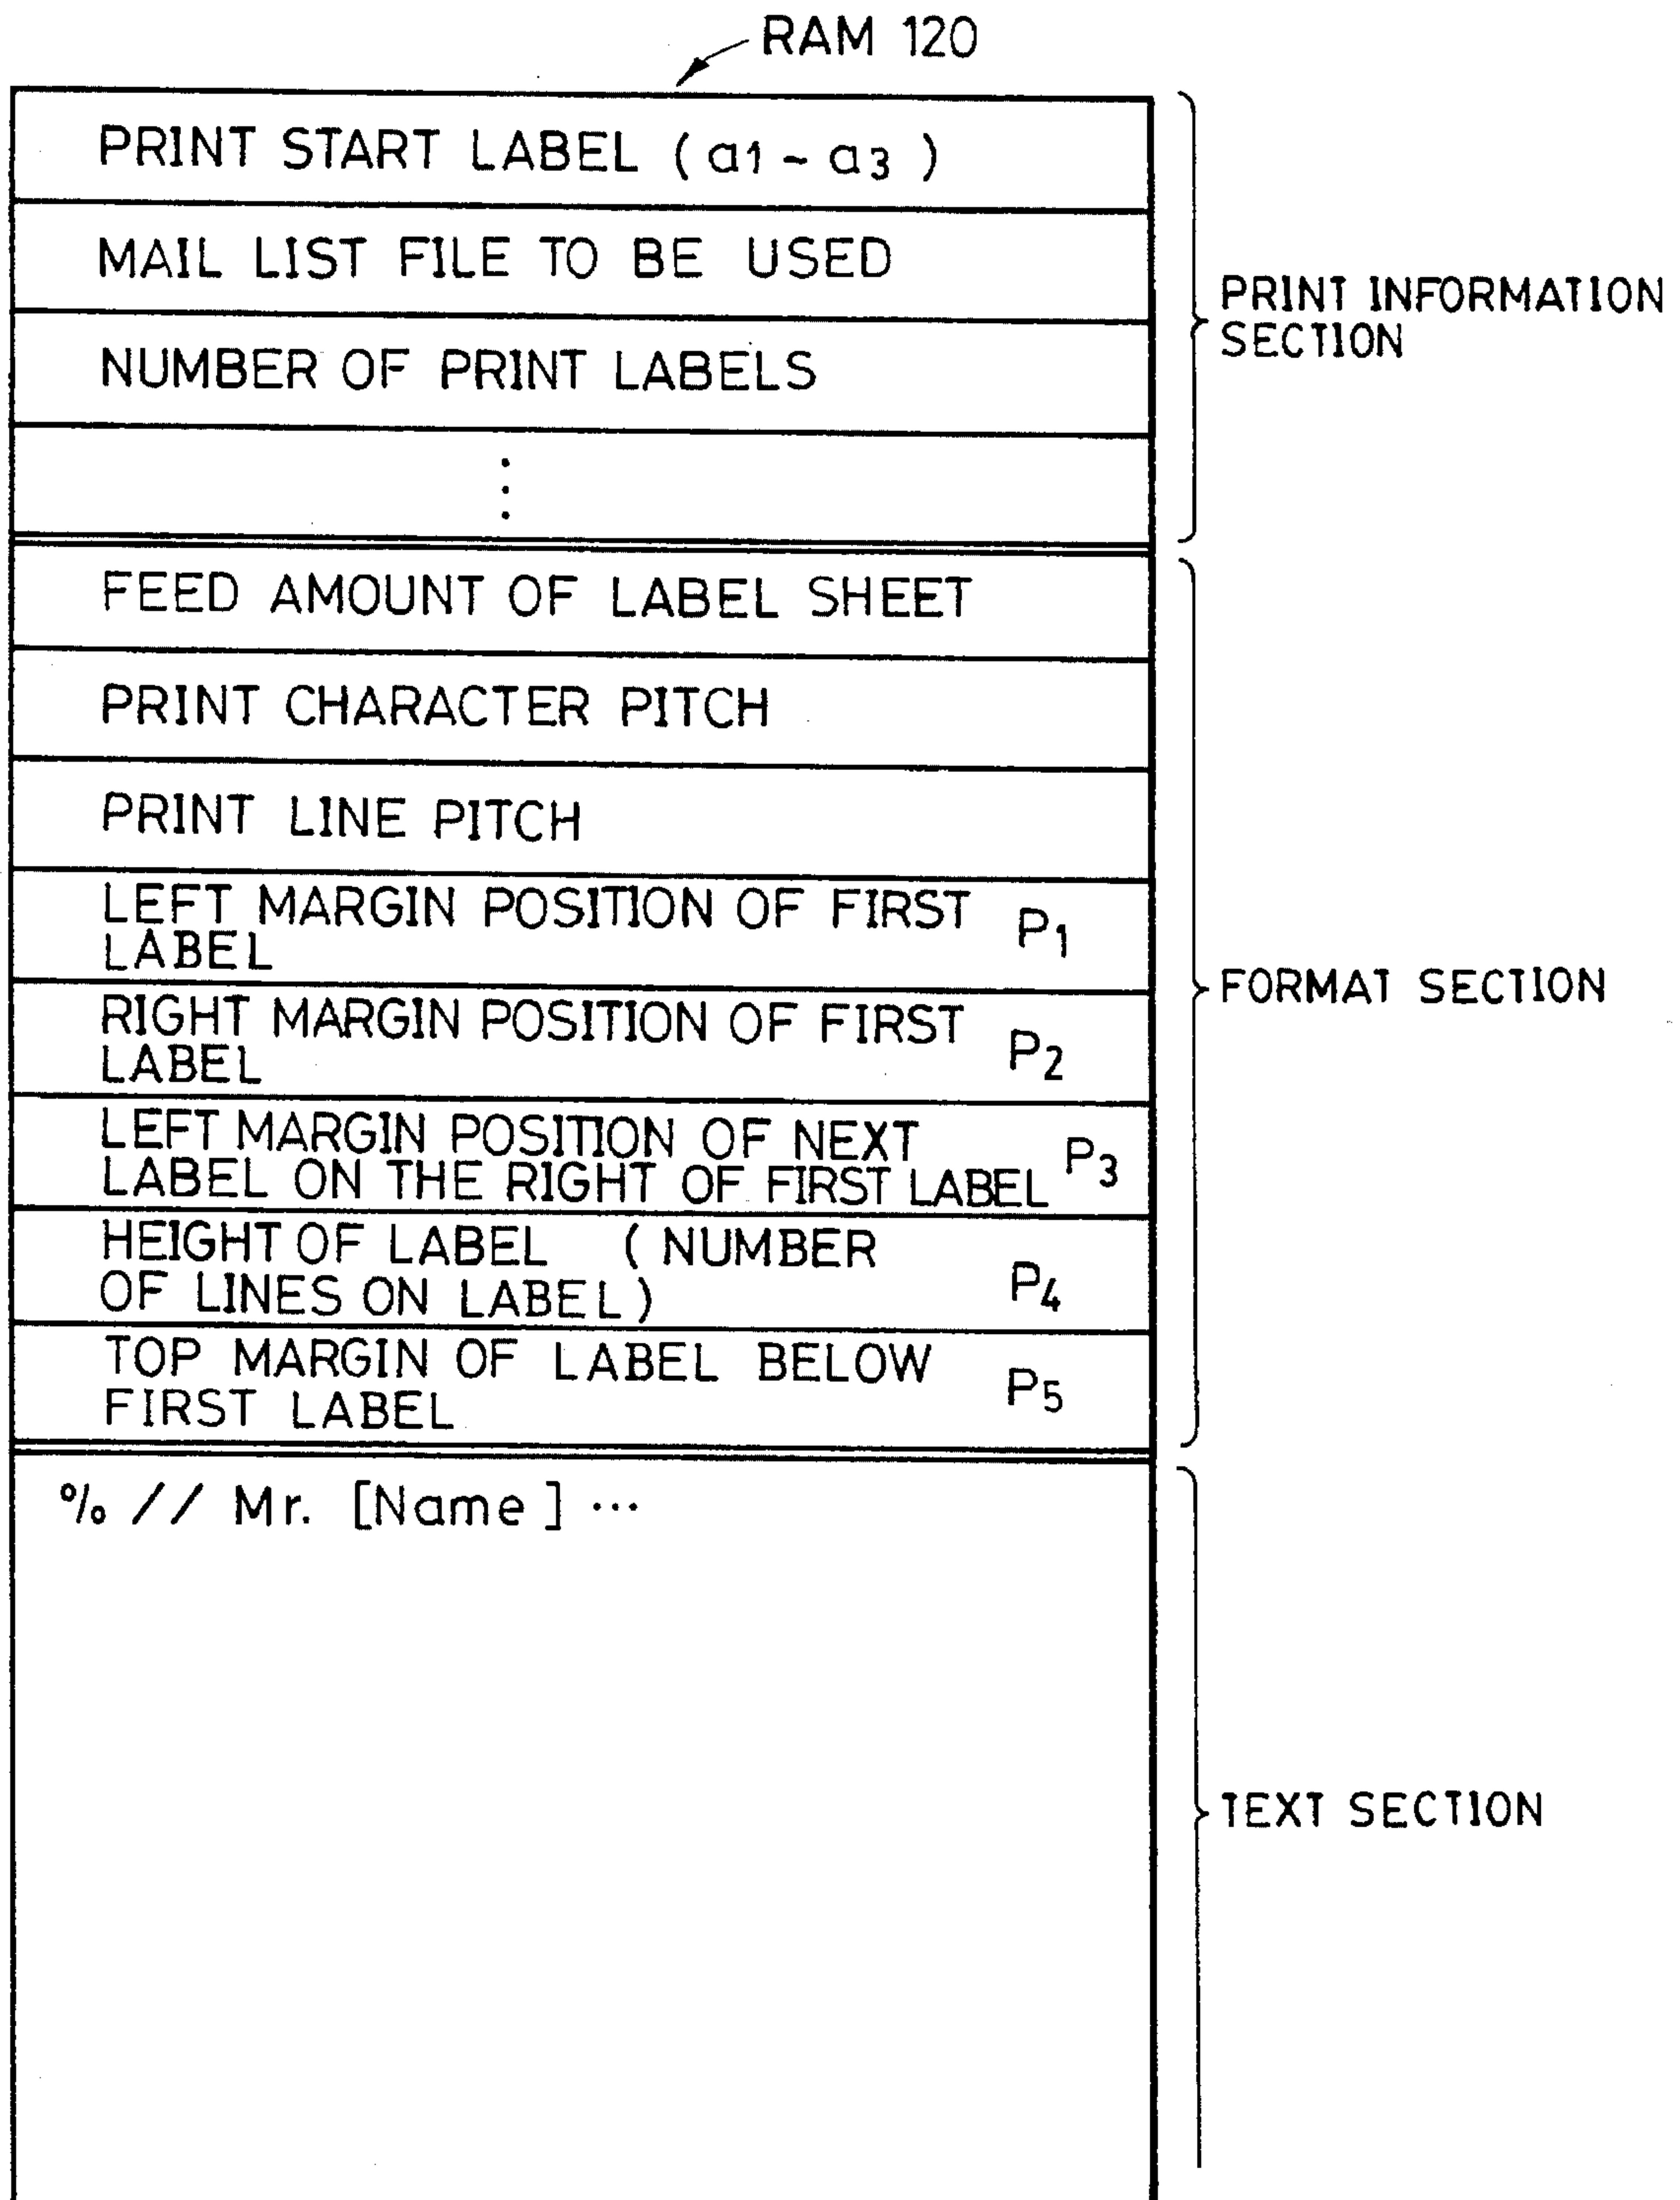 RAM 120
PRINT START LABEL ( a1 ~ a3 )
MAIL LIST FILE TO BE USED
NUMBER OF PRINT LABELS
⋮
PRINT INFORMATION
SECTION
FEED AMOUNT OF LABEL SHEET
PRINT CHARACTER PITCH
PRINT LINE PITCH
LEFT MARGIN POSITION OF FIRST
LABEL P1
RIGHT MARGIN POSITION OF FIRST
LABEL P2
LEFT MARGIN POSITION OF NEXT
LABEL ON THE RIGHT OF FIRST LABEL P3
HEIGHT OF LABEL ( NUMBER
OF LINES ON LABEL ) P4
TOP MARGIN OF LABEL BELOW
FIRST LABEL P5
FORMAT SECTION
% // Mr. [Name] ...
TEXT SECTION